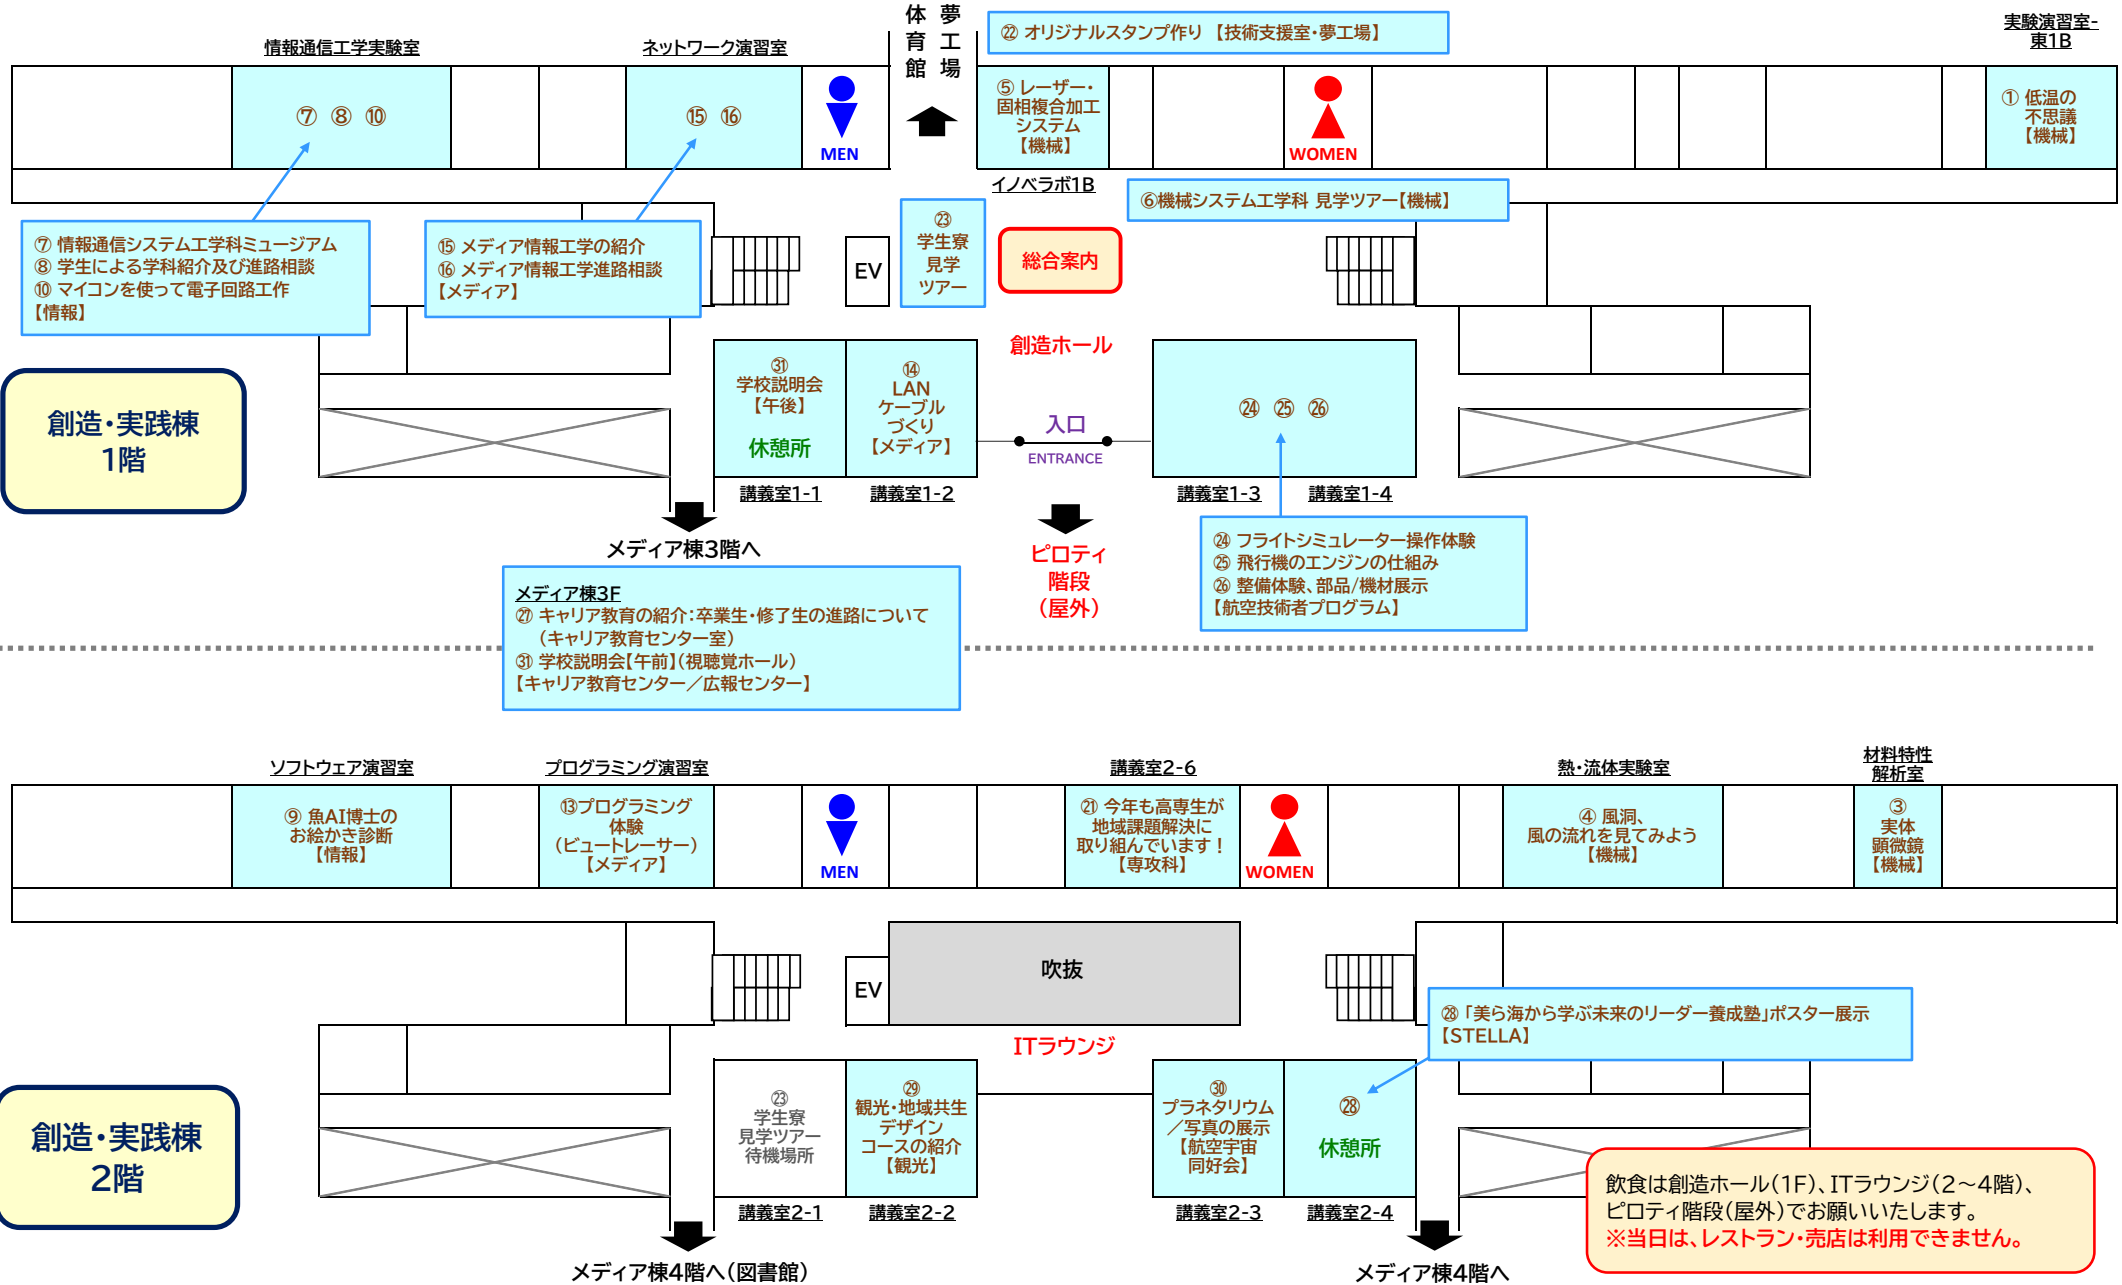 体育館
夢工場
㉒ オリジナルスタンプ作り 【技術支援室・夢工場】
実験演習室-
東1B
情報通信工学実験室
ネットワーク演習室
⑦ ⑧ ⑩
⑮ ⑯
MEN
⑤ レーザー・
固相複合加工
システム
【機械】
WOMEN
① 低温の
不思議
【機械】
イノベラボ1B
⑥機械システム工学科 見学ツアー【機械】
⑦ 情報通信システム工学科ミュージアム
⑧ 学生による学科紹介及び進路相談
⑩ マイコンを使って電子回路工作
【情報】
⑮ メディア情報工学の紹介
⑯ メディア情報工学進路相談
【メディア】
EV
㉓
学生寮
見学
ツアー
総合案内
創造ホール
創造・実践棟
1階
㉛
学校説明会
【午後】
休憩所
⑭
LAN
ケーブル
づくり
【メディア】
入口
ENTRANCE
㉔ ㉕ ㉖
講義室1-1
講義室1-2
講義室1-3
講義室1-4
メディア棟3階へ
ピロティ
階段
(屋外)
㉔ フライトシミュレーター操作体験
㉕ 飛行機のエンジンの仕組み
㉖ 整備体験、部品/機材展示
【航空技術者プログラム】
メディア棟3F
㉗ キャリア教育の紹介:卒業生・修了生の進路について
(キャリア教育センター室)
㉛ 学校説明会【午前】(視聴覚ホール)
【キャリア教育センター/広報センター】
ソフトウェア演習室
プログラミング演習室
講義室2-6
熱・流体実験室
材料特性
解析室
⑨ 魚AI博士の
お絵かき診断
【情報】
⑬プログラミング
体験
(ビュートレーサー)
【メディア】
MEN
㉑ 今年も高専生が
地域課題解決に
取り組んでいます!
【専攻科】
WOMEN
④ 風洞、
風の流れを見てみよう
【機械】
③
実体
顕微鏡
【機械】
EV
吹抜
ITラウンジ
㉘ 「美ら海から学ぶ未来のリーダー養成塾」ポスター展示
【STELLA】
創造・実践棟
2階
㉓
学生寮
見学ツアー
待機場所
㉙
観光・地域共生
デザイン
コースの紹介
【観光】
㉚
プラネタリウム
/写真の展示
【航空宇宙
同好会】
㉘
休憩所
講義室2-1
講義室2-2
講義室2-3
講義室2-4
メディア棟4階へ(図書館)
メディア棟4階へ
飲食は創造ホール(1F)、ITラウンジ(2~4階)、
ピロティ階段(屋外)でお願いいたします。
※当日は、レストラン・売店は利用できません。